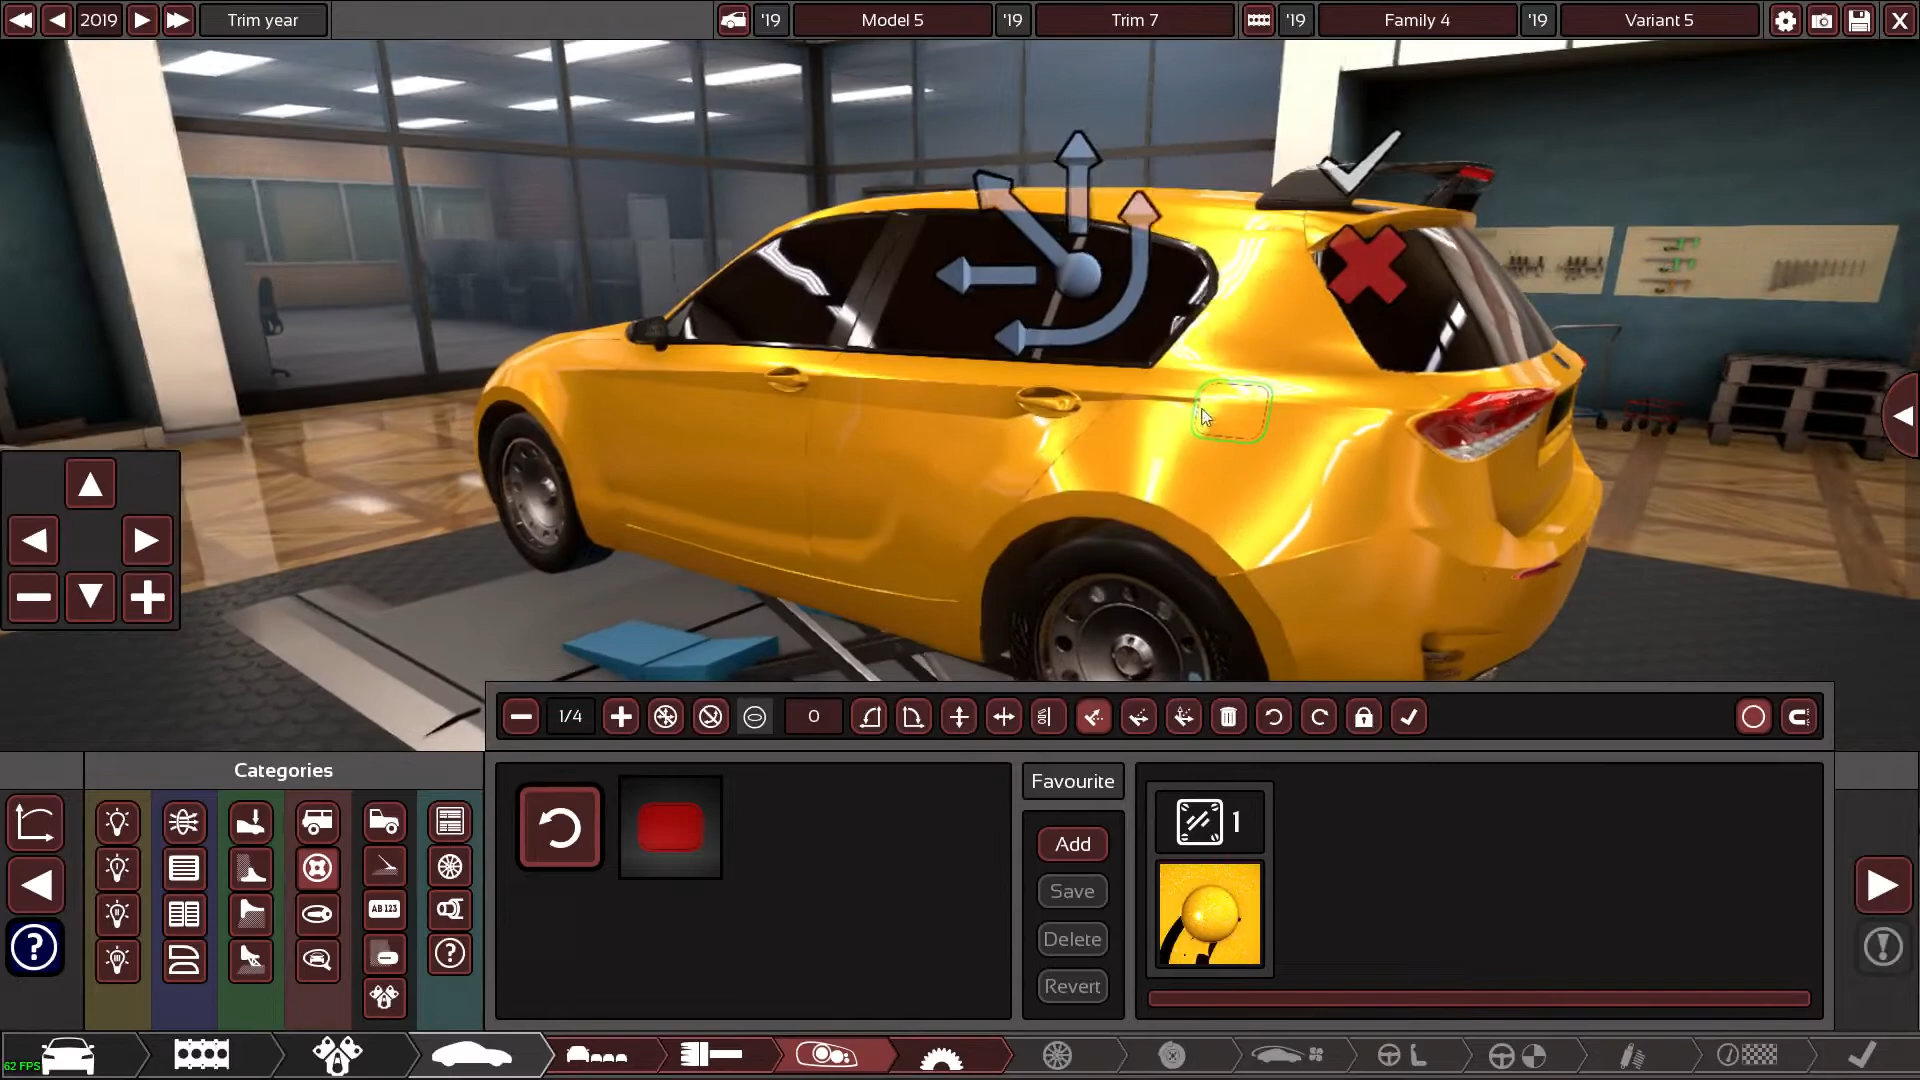 2019
Trim year
'19
Model 5
'19
Trim 7
'19
Family 4
'19
Variant 5
X
1/4
0
Categories
Favourite
Add
Save
Delete
Revert
1
AB 123
?
?
62 FPS